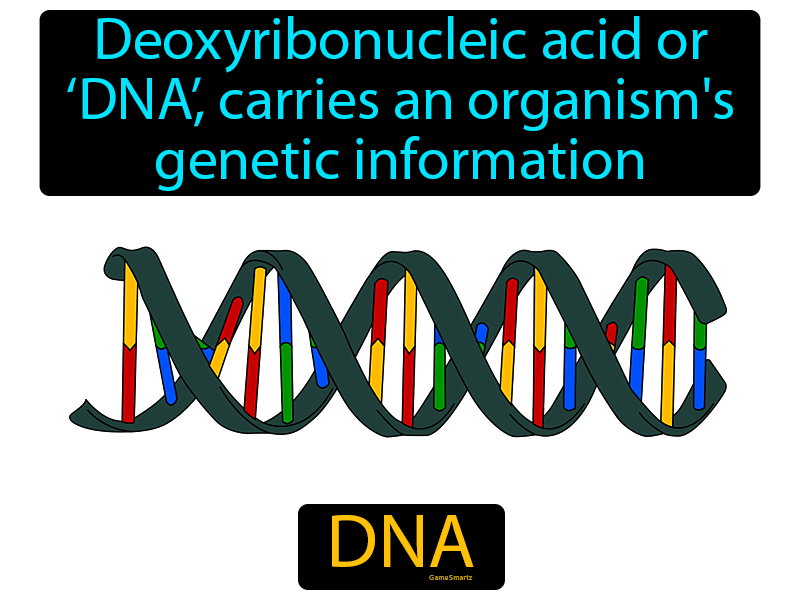 Deoxyribonucleic acid or
‘DNA’, carries an organism's
genetic information
DNA
GameSmartz